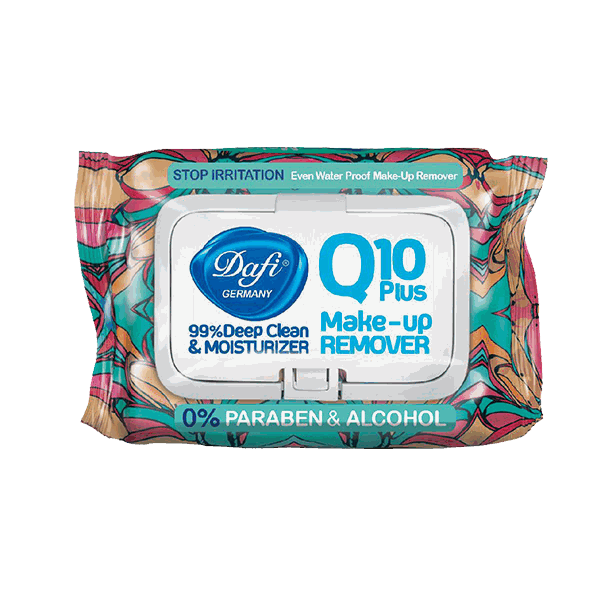 STOP IRRITATION Even Water Proof Make-Up Remover
Dafi®
GERMANY
99%Deep Clean
& MOISTURIZER
Q10
Plus
Make-up
REMOVER
0% PARABEN & ALCOHOL